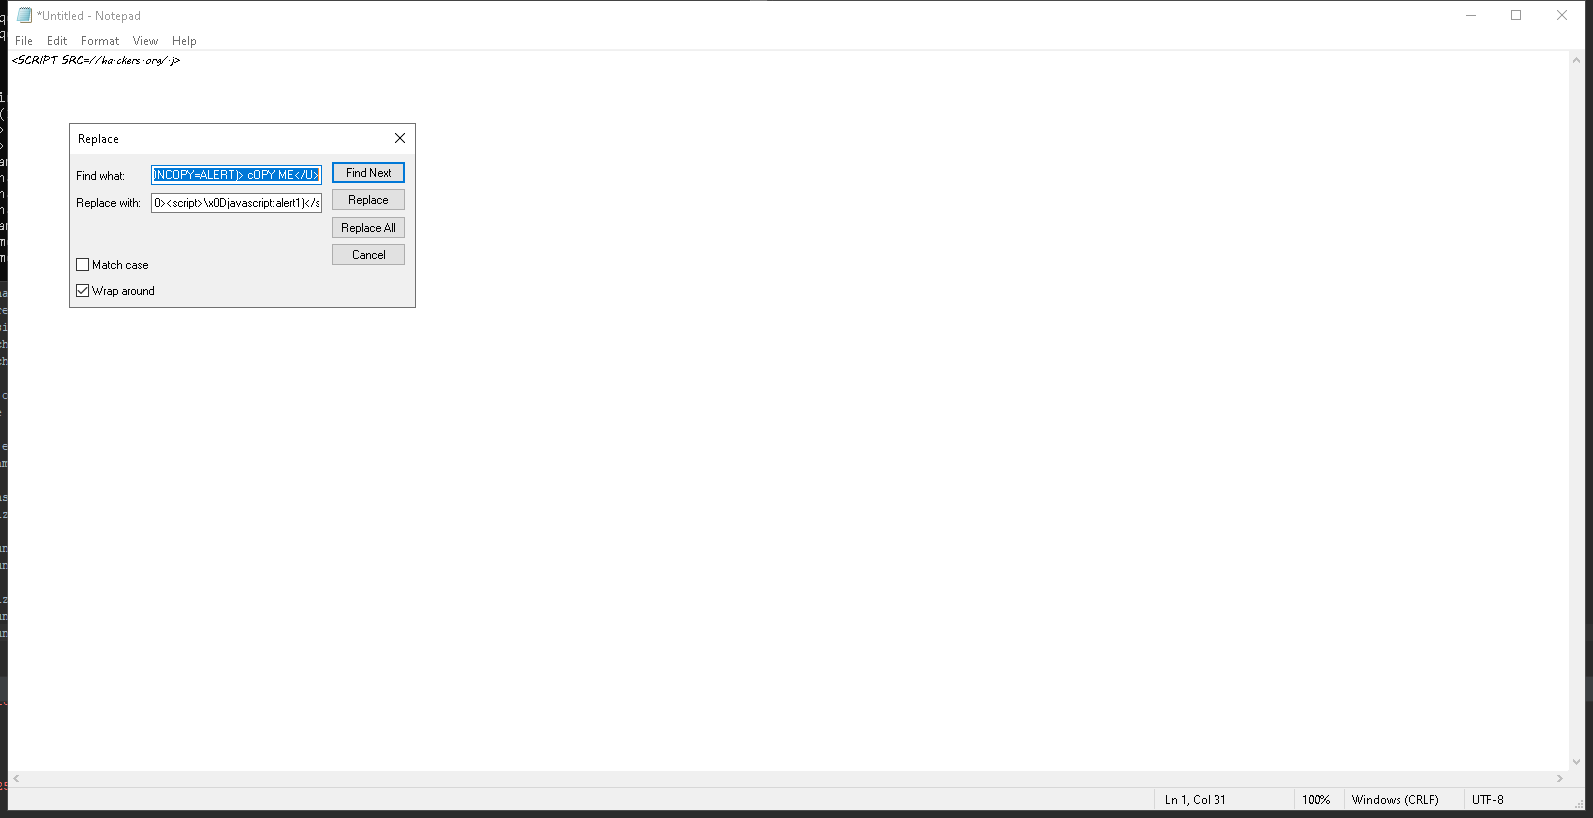 *Untitled - Notepad
File Edit Format View Help
<SCRIPT SRC=//ha.ckers.org/.j>
Replace
Find what: )NCOPY=ALERT)> cOPY ME</U> Find Next
Replace with: 0><script>\x0Djavascript:alert1)</s Replace
Replace All
Cancel
Match case
Wrap around
Ln 1, Col 31 100% Windows (CRLF) UTF-8